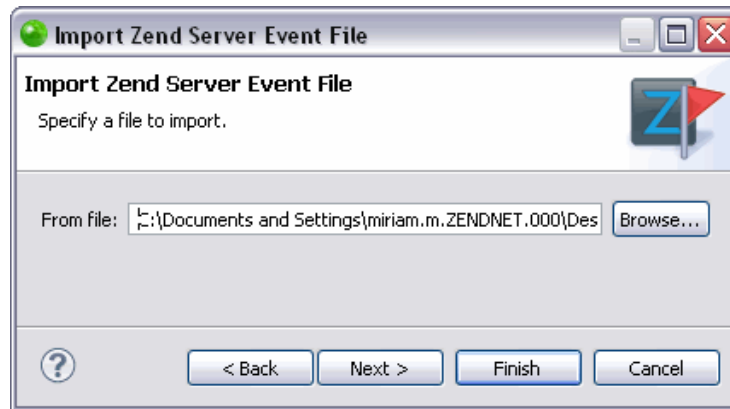 Import Zend Server Event File
Import Zend Server Event File
Specify a file to import.
From file: C:\Documents and Settings\miriam.m.ZENDNET.000\Des Browse...
? < Back Next > Finish Cancel